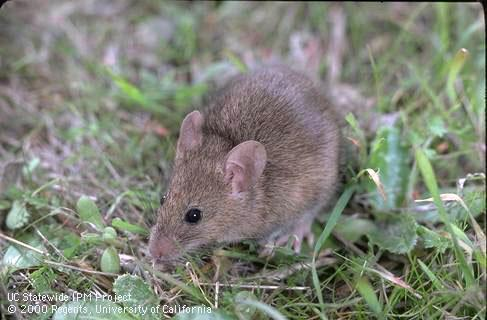 UC Statewide IPM Project
© 2000 Regents, University of California